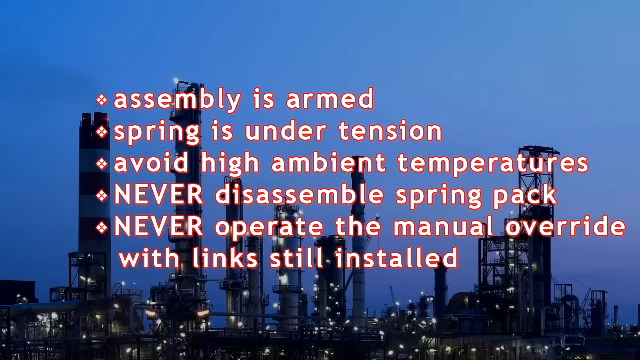 ❖ assembly is armed
❖ spring is under tension
❖ avoid high ambient temperatures
❖ NEVER disassemble spring pack
❖ NEVER operate the manual override
with links still installed